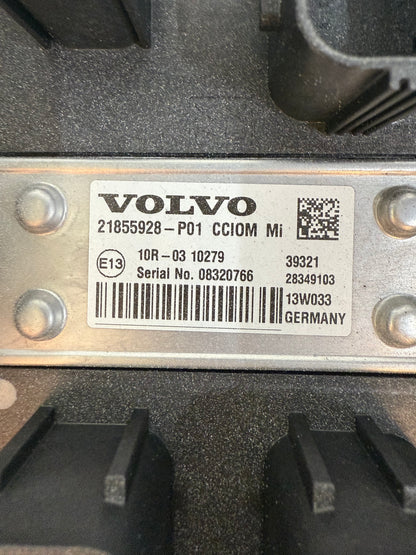 VOLVO
21855928-P01 CCIOM Mi
E13
10R-03 10279
39321
Serial No. 08320766
28349103
13W033
GERMANY